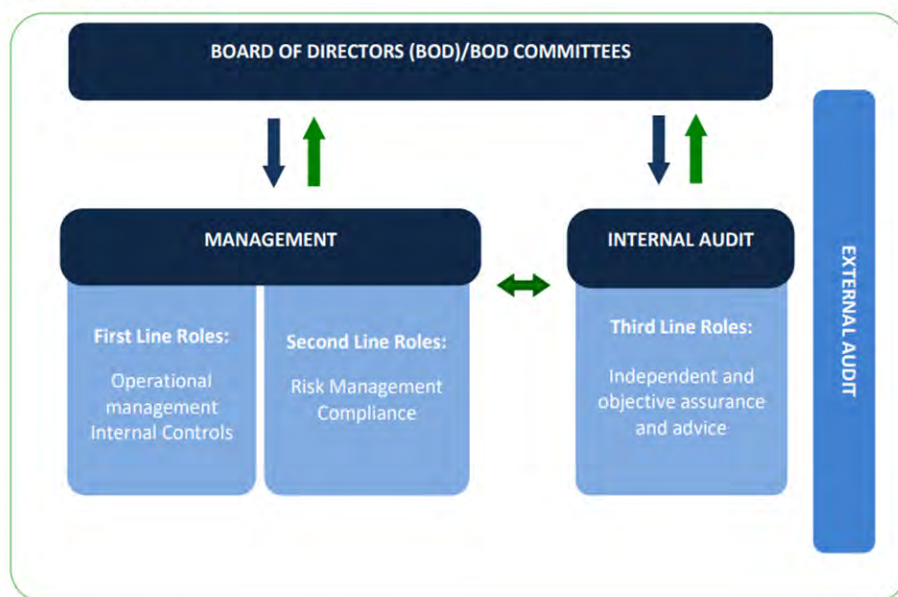 BOARD OF DIRECTORS (BOD)/BOD COMMITTEES
MANAGEMENT
First Line Roles:
Operational
management
Internal Controls
Second Line Roles:
Risk Management
Compliance
INTERNAL AUDIT
Third Line Roles:
Independent and
objective assurance
and advice
EXTERNAL AUDIT